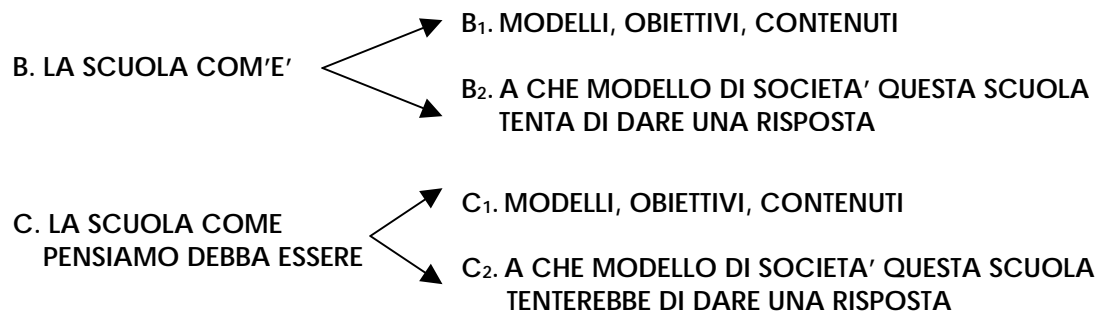 B₁. MODELLI, OBIETTIVI, CONTENUTI
B. LA SCUOLA COM'E'
B₂. A CHE MODELLO DI SOCIETA' QUESTA SCUOLA
TENTA DI DARE UNA RISPOSTA
C₁. MODELLI, OBIETTIVI, CONTENUTI
C. LA SCUOLA COME
PENSIAMO DEBBA ESSERE
C₂. A CHE MODELLO DI SOCIETA' QUESTA SCUOLA
TENTEREBBE DI DARE UNA RISPOSTA